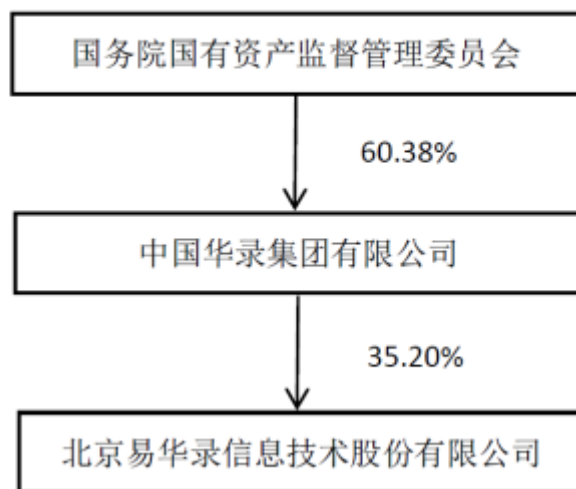 国务院国有资产监督管理委员会
60.38%
中国华录集团有限公司
35.20%
北京易华录信息技术股份有限公司